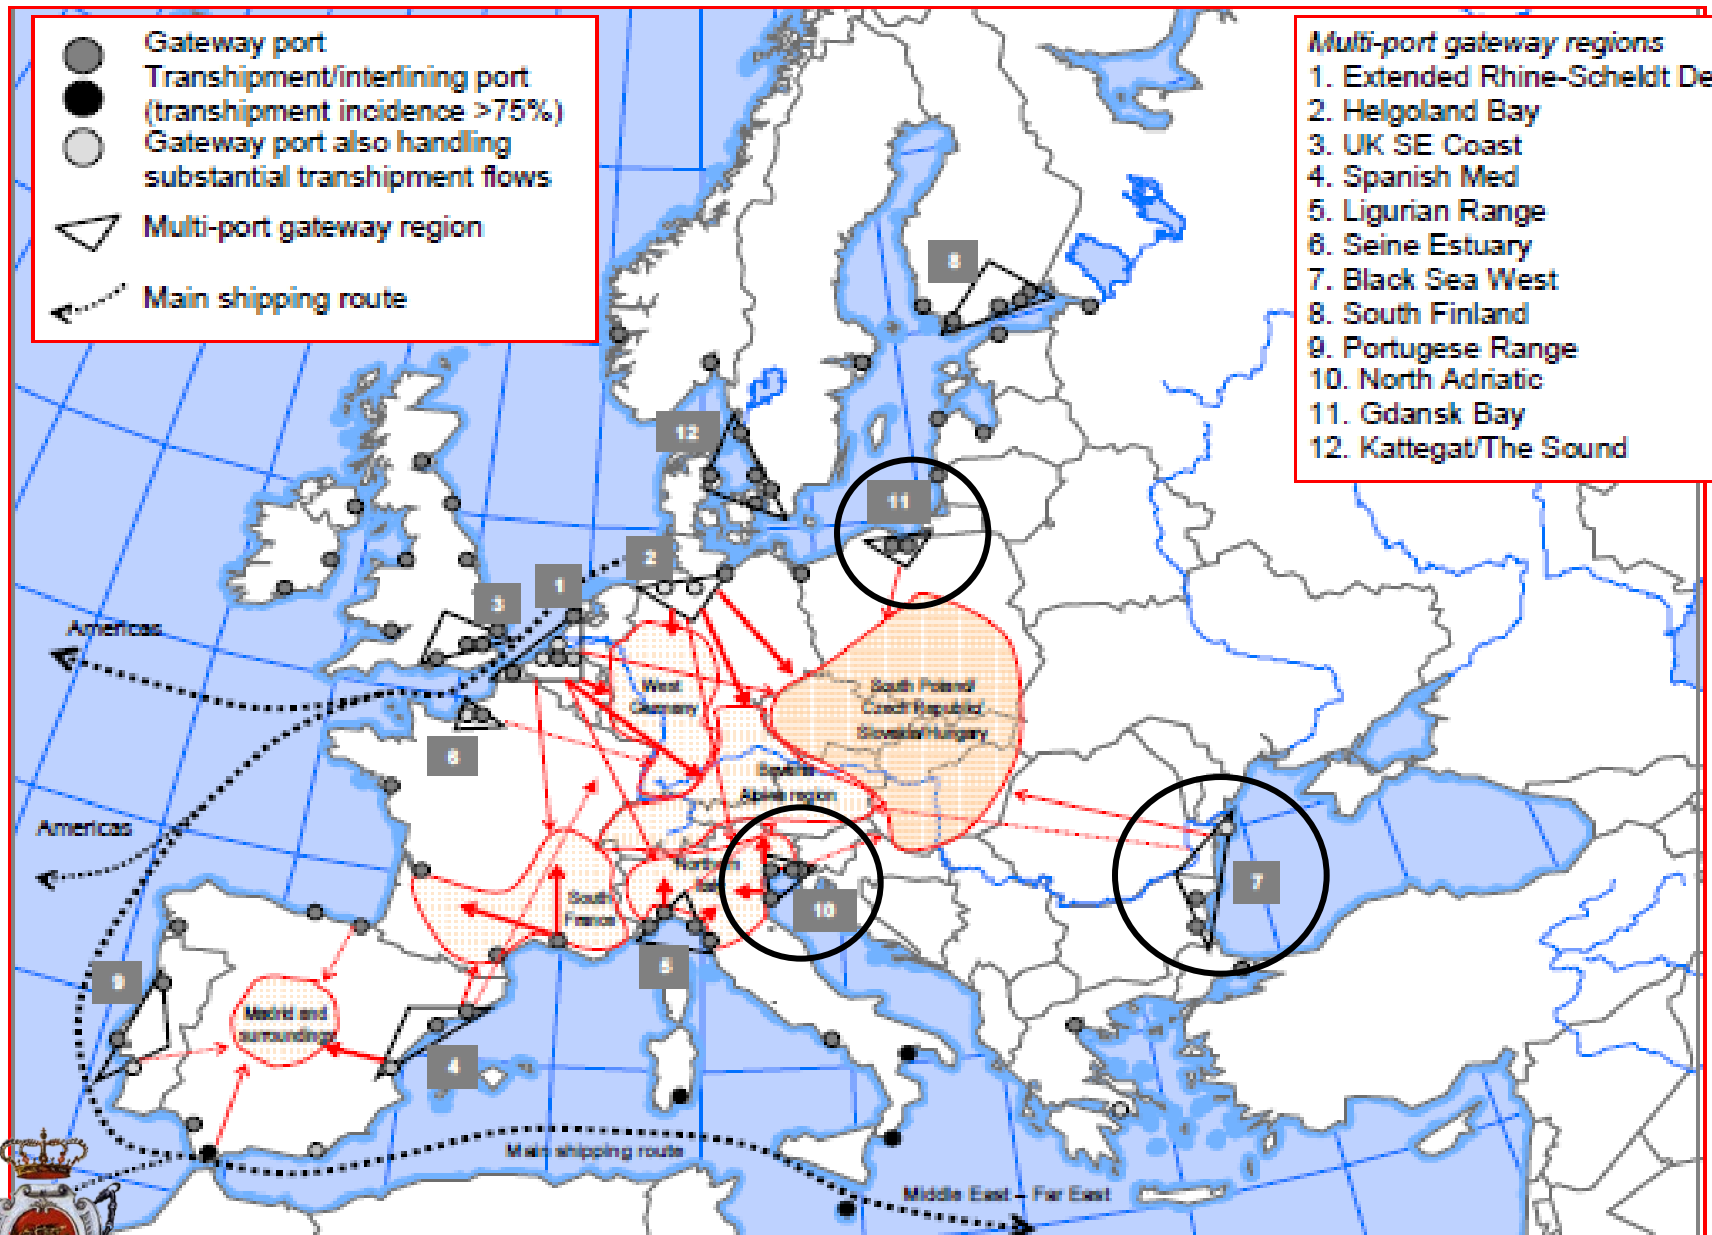 Gateway port
Transhipment/interlining port
(transhipment incidence >75%)
Gateway port also handling
substantial transhipment flows
Multi-port gateway region
Main shipping route
Multi-port gateway regions
1. Extended Rhine-Scheldt De
2. Helgoland Bay
3. UK SE Coast
4. Spanish Med
5. Ligurian Range
6. Seine Estuary
7. Black Sea West
8. South Finland
9. Portugese Range
10. North Adriatic
11. Gdansk Bay
12. Kattegat/The Sound
8
12
11
2
1
3
Americas
West
Germany
South Poland/
Czech Republic/
Slovakia/Hungary
6
Alpine region
Americas
Northern
7
South
France
10
5
9
Madrid and
surroundings
4
Main shipping route
Middle East – Far East